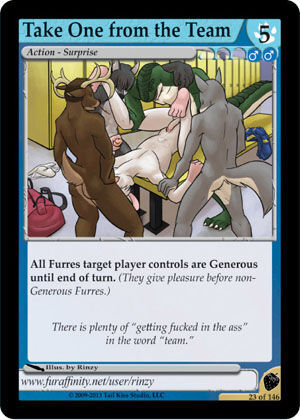 Take One from the Team
5
Action - Surprise
♂♂
All Furres target player controls are Generous
until end of turn. (They give pleasure before non-
Generous Furres.)
There is plenty of “getting fucked in the ass”
in the word “team.”
Illus. by Rinzy
www.furaffinity.net/user/rinzy
© 2009-2013 Tail Kiss Studio, LLC
23 of 146